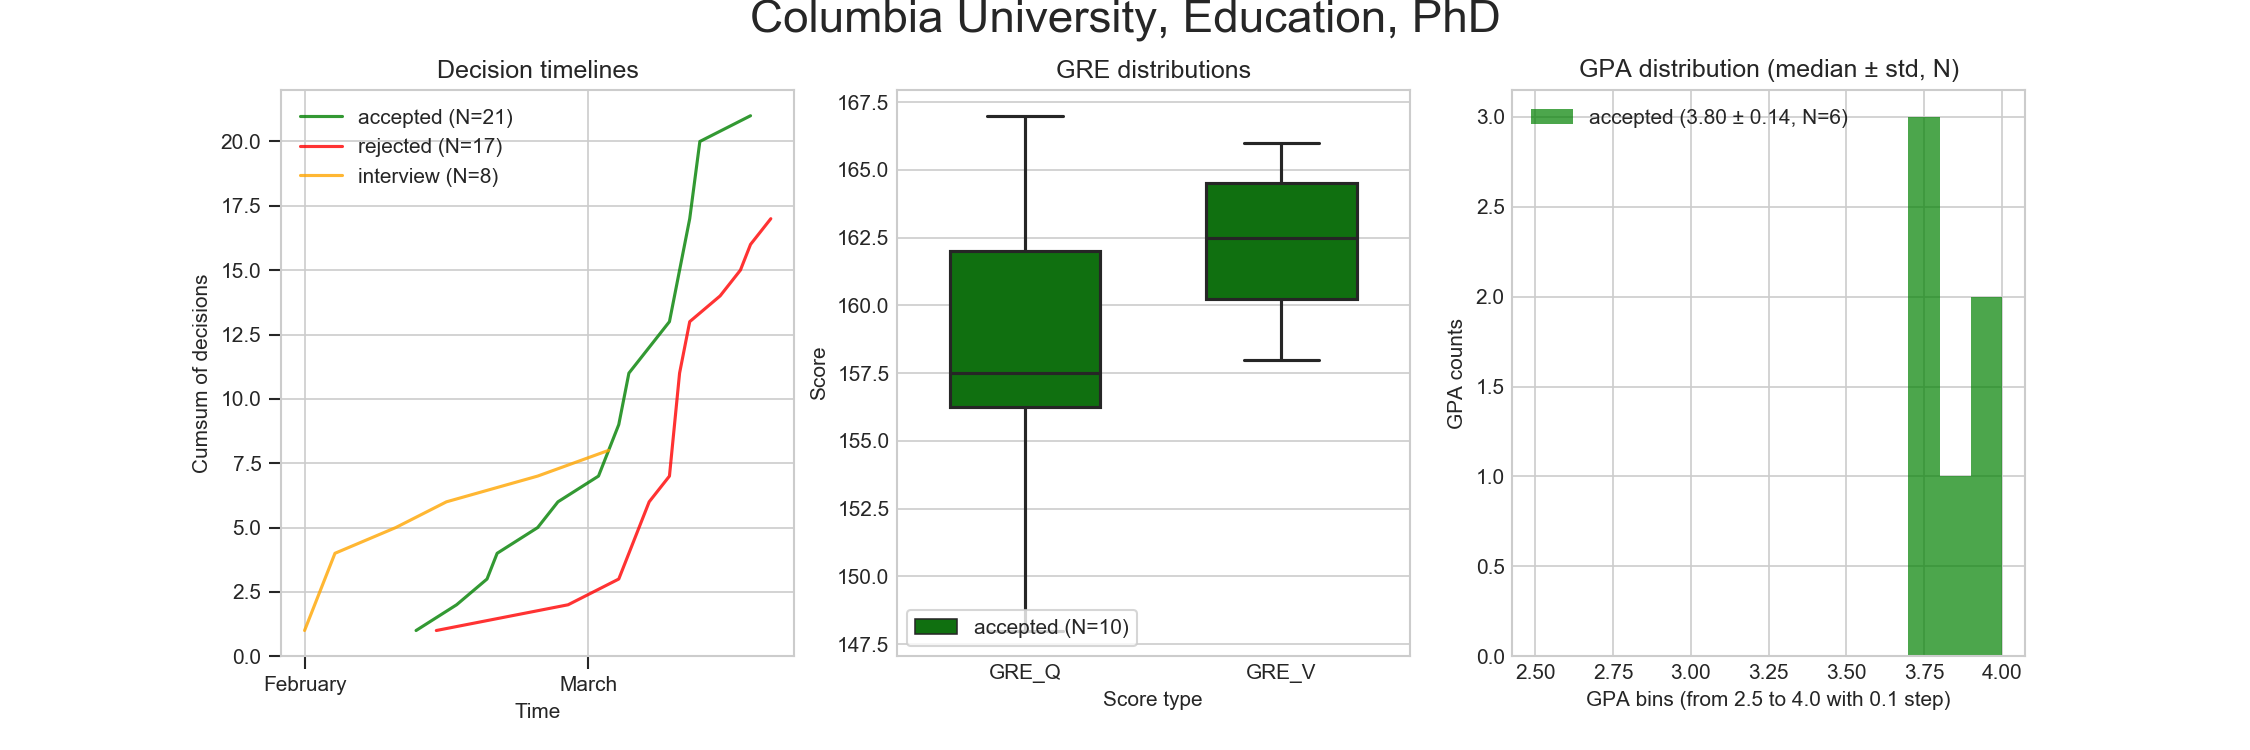 Columbia University, Education, PhD
Decision timelines
accepted (N=21)
rejected (N=17)
interview (N=8)
20.0
17.5
15.0
12.5
10.0
7.5
5.0
2.5
0.0
Cumsum of decisions
February
March
Time
GRE distributions
167.5
165.0
162.5
160.0
157.5
155.0
152.5
150.0
147.5
Score
accepted (N=10)
GRE_Q
GRE_V
Score type
GPA distribution (median ± std, N)
accepted (3.80 ± 0.14, N=6)
3.0
2.5
2.0
1.5
1.0
0.5
0.0
GPA counts
2.50
2.75
3.00
3.25
3.50
3.75
4.00
GPA bins (from 2.5 to 4.0 with 0.1 step)